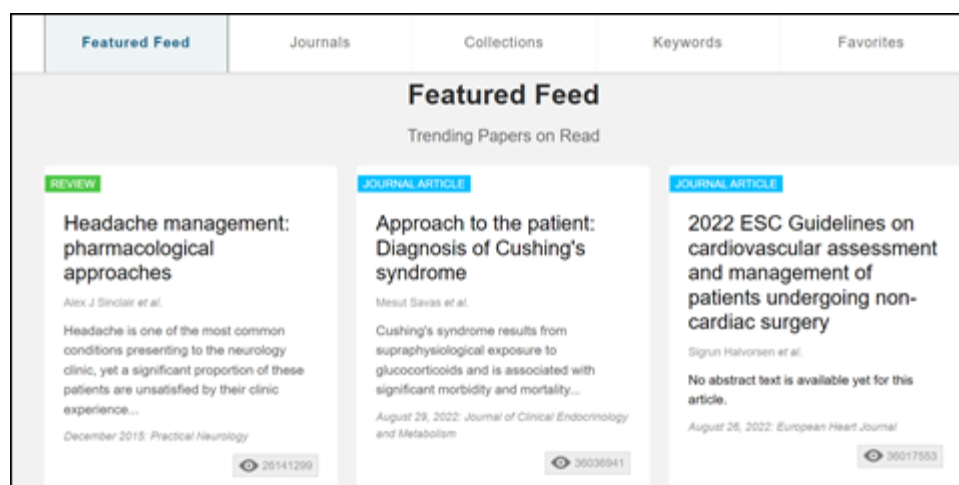 Featured Feed
Journals
Collections
Keywords
Favorites
Featured Feed
Trending Papers on Read
REVIEW
Headache management:
pharmacological
approaches
Alex J Sinclair et al.
Headache is one of the most common
conditions presenting to the neurology
clinic, yet a significant proportion of these
patients are unsatisfied by their clinic
experience...
December 2015: Practical Neurology
26141299
JOURNAL ARTICLE
Approach to the patient:
Diagnosis of Cushing's
syndrome
Mesut Savas et al.
Cushing's syndrome results from
supraphysiological exposure to
glucocorticoids and is associated with
significant morbidity and mortality...
August 29, 2022: Journal of Clinical Endocrinology
and Metabolism
36036941
JOURNAL ARTICLE
2022 ESC Guidelines on
cardiovascular assessment
and management of
patients undergoing non-
cardiac surgery
Sigrun Halvorsen et al.
No abstract text is available yet for this
article.
August 26, 2022: European Heart Journal
36017553